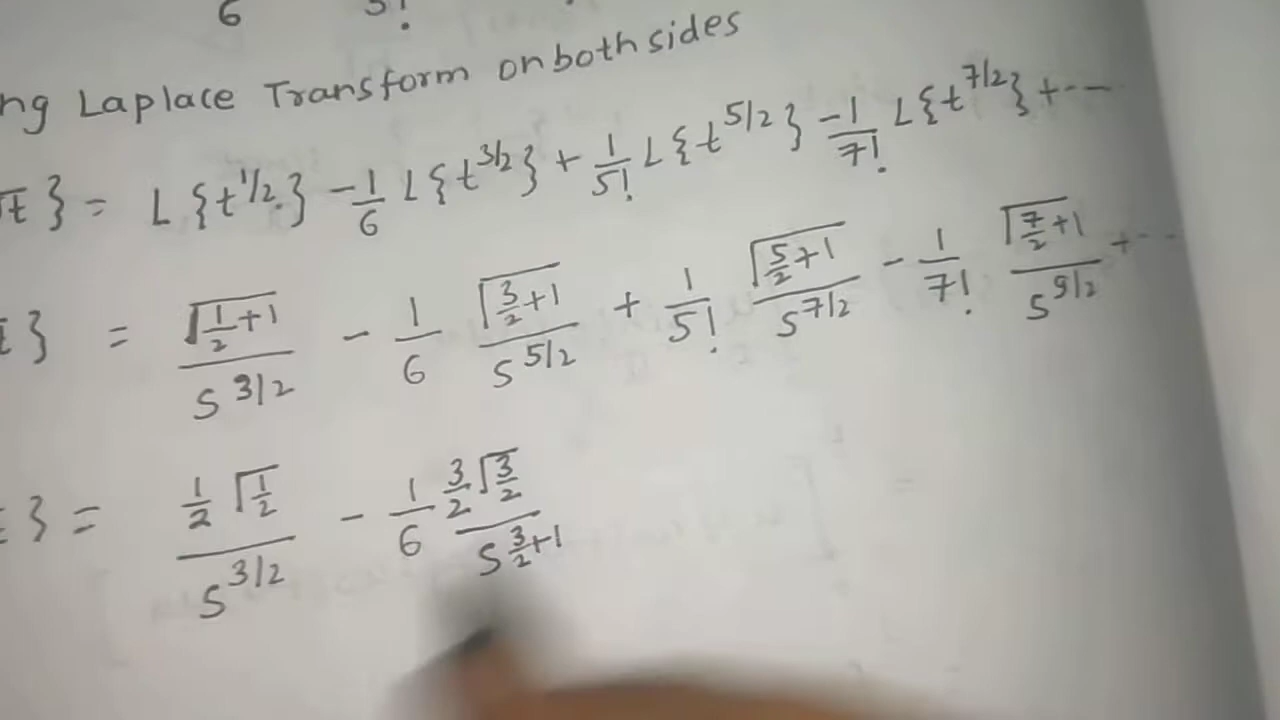 6 3!
ng Laplace Transform on both sides
√t } = L {t^{1/2}} - 1/6 L {t^{3/2}} + 1/5! L {t^{5/2}} - 1/7! L {t^{7/2}} + ----
} = Γ(1/2+1) / s^{3/2} - 1/6 Γ(3/2+1) / s^{5/2} + 1/5! Γ(5/2+1) / s^{7/2} - 1/7! Γ(7/2+1) / s^{9/2} + ---
} = 1/2 Γ(1/2) / s^{3/2} - 1/6 3/2 Γ(3/2) / s^{3/2+1}